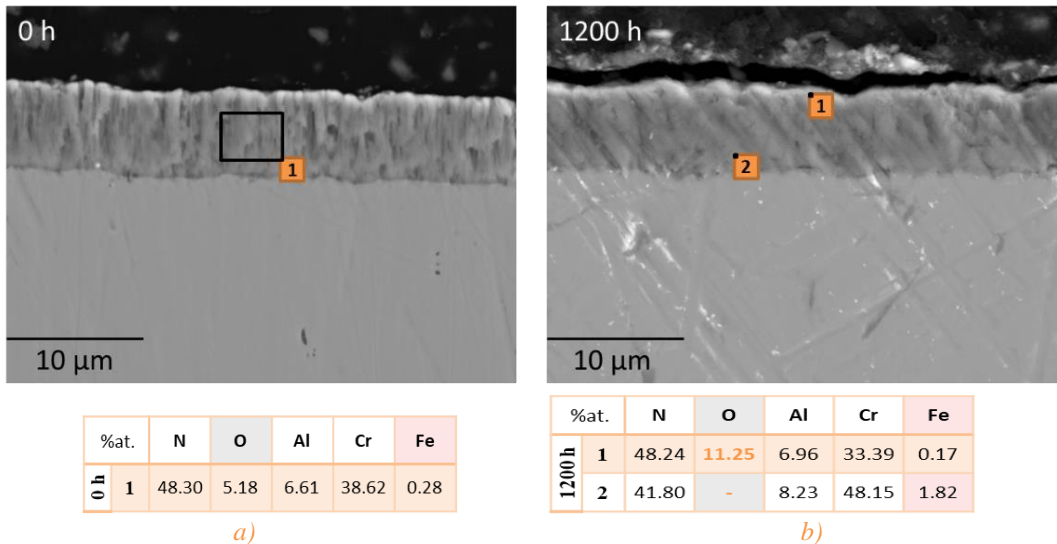 0 h
1
10 µm
1200 h
1
2
10 µm
%at. N O Al Cr Fe
0 h 1 48.30 5.18 6.61 38.62 0.28
a)
%at. N O Al Cr Fe
1200 h 1 48.24 11.25 6.96 33.39 0.17
2 41.80 - 8.23 48.15 1.82
b)